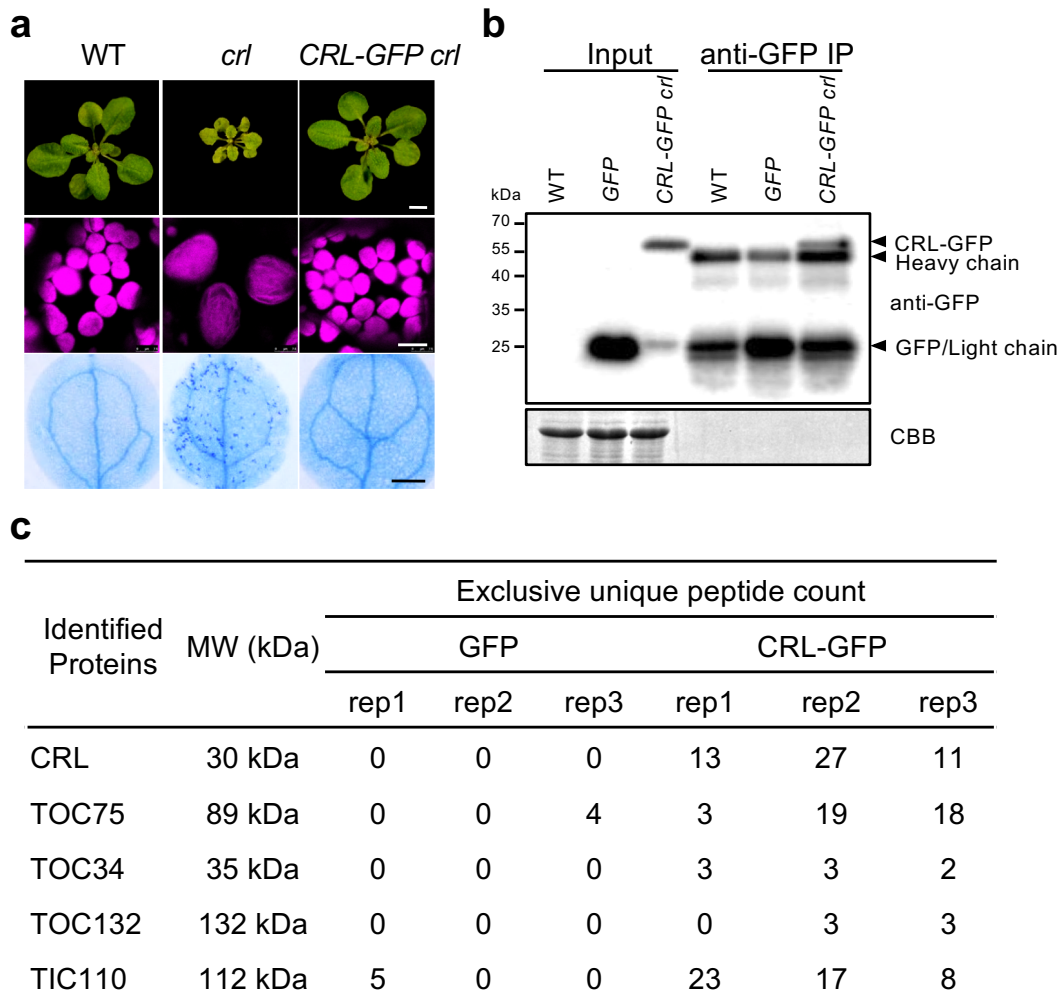 a
WT crl CRL-GFP crl
b
Input anti-GFP IP
WT GFP CRL-GFP crl WT GFP CRL-GFP crl
kDa
70
55
40
35
25
CRL-GFP
Heavy chain
anti-GFP
GFP/Light chain
CBB
c
Exclusive unique peptide count
Identified Proteins MW (kDa) GFP CRL-GFP
rep1 rep2 rep3 rep1 rep2 rep3
CRL 30 kDa 0 0 0 13 27 11
TOC75 89 kDa 0 0 4 3 19 18
TOC34 35 kDa 0 0 0 3 3 2
TOC132 132 kDa 0 0 0 0 3 3
TIC110 112 kDa 5 0 0 23 17 8